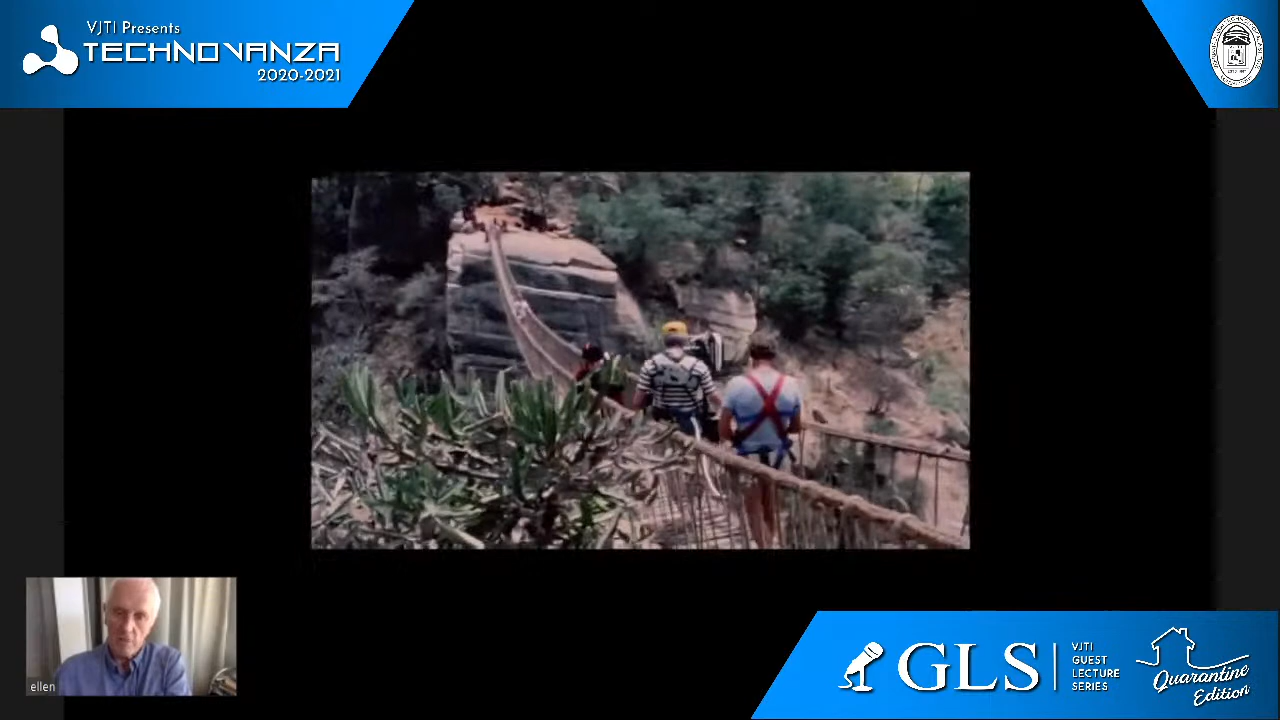 VJTI Presents
TECHNOVANZA
2020-2021
ellen
GLS
VJTI
GUEST
LECTURE
SERIES
Quarantine
Edition